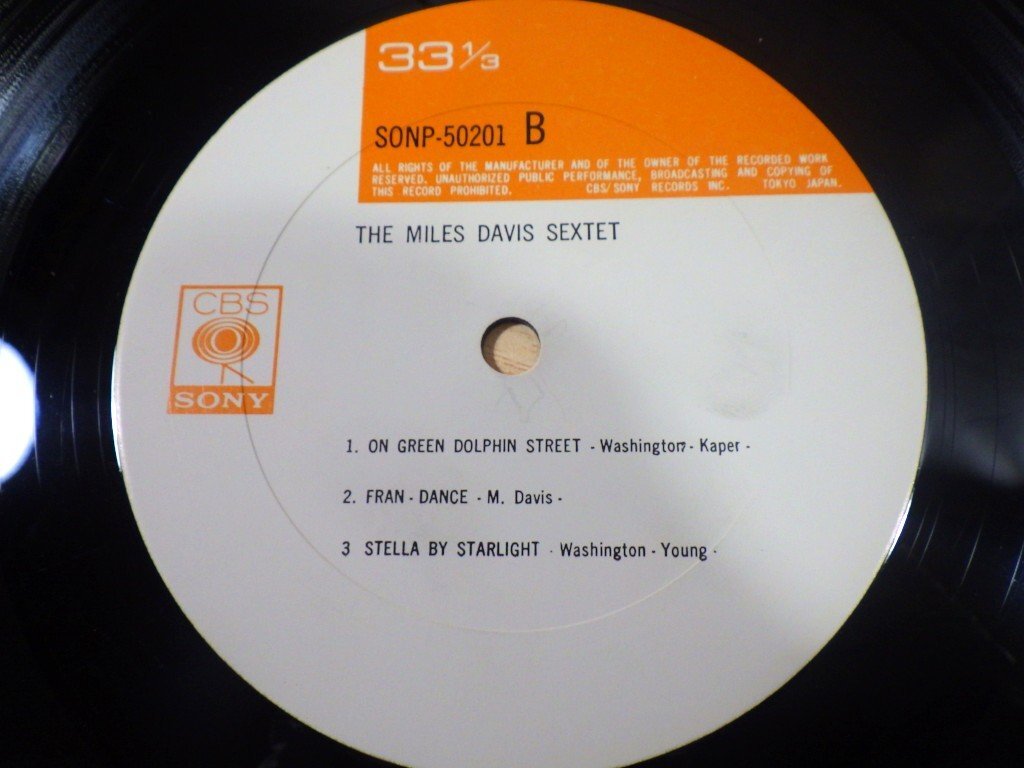 33 1/3
SONP-50201 B
ALL RIGHTS OF THE MANUFACTURER AND OF THE OWNER OF THE RECORDED WORK
RESERVED. UNAUTHORIZED PUBLIC PERFORMANCE, BROADCASTING AND COPYING OF
THIS RECORD PROHIBITED. CBS/SONY RECORDS INC. TOKYO JAPAN.
THE MILES DAVIS SEXTET
CBS
SONY
1. ON GREEN DOLPHIN STREET - Washington - Kaper -
2. FRAN - DANCE - M. Davis -
3 STELLA BY STARLIGHT - Washington - Young -